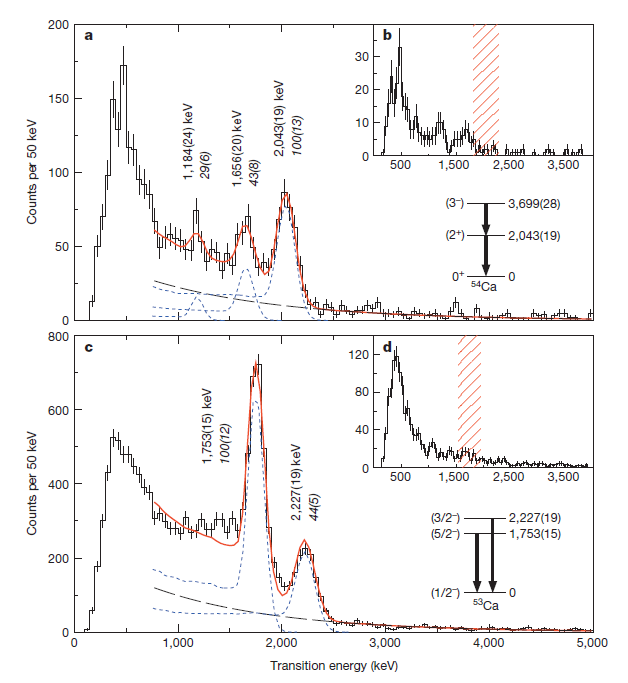 a
200
150
100
50
0
Counts per 50 keV
1,184(24) keV
29(6)
1,656(20) keV
43(8)
2,043(19) keV
100(13)
b
30
20
10
0
500 1,500 2,500 3,500
(3⁻) 3,699(28)
(2⁺) 2,043(19)
0⁺ 0
⁵⁴Ca
c
800
600
400
200
0
Counts per 50 keV
1,753(15) keV
100(12)
2,227(19) keV
44(5)
d
120
80
40
0
500 1,500 2,500 3,500
(3/2⁻) 2,227(19)
(5/2⁻) 1,753(15)
(1/2⁻) 0
⁵³Ca
0 1,000 2,000 3,000 4,000 5,000
Transition energy (keV)